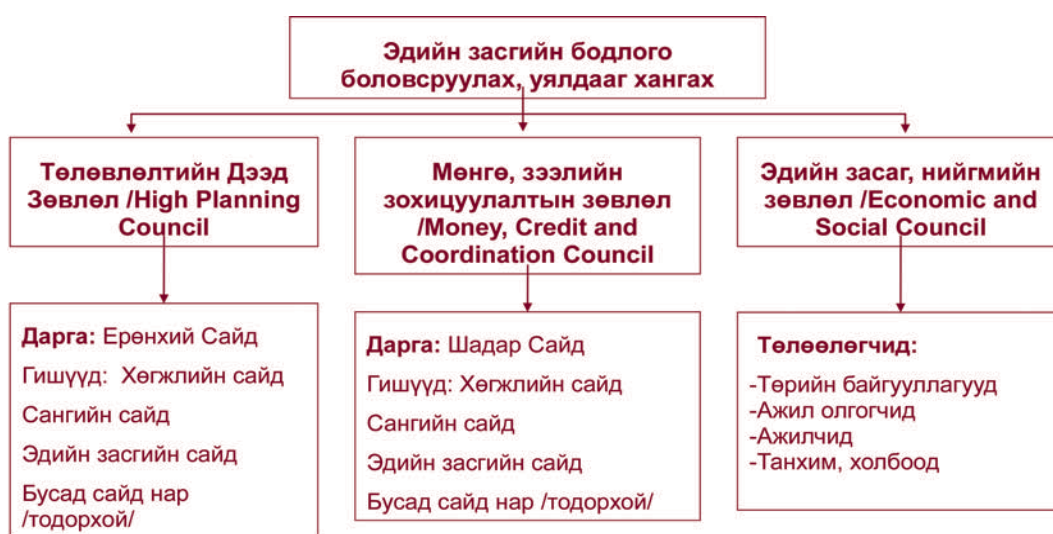 Эдийн засгийн бодлого
боловсруулах, уялдааг хангах
Төлөвлөлтийн Дээд
Зөвлөл /High Planning
Council
Мөнгө, зээлийн
зохицуулалтын зөвлөл
/Money, Credit and
Coordination Council
Эдийн засаг, нийгмийн
зөвлөл /Economic and
Social Council
Дарга: Ерөнхий Сайд
Гишүүд: Хөгжлийн сайд
Сангийн сайд
Эдийн засгийн сайд
Бусад сайд нар
/тодорхой/
Дарга: Шадар Сайд
Гишүүд: Хөгжлийн сайд
Сангийн сайд
Эдийн засгийн сайд
Бусад сайд нар /тодорхой/
Төлөөлөгчид:
-Төрийн байгууллагууд
-Ажил олгогчид
-Ажилчид
-Танхим, холбоод